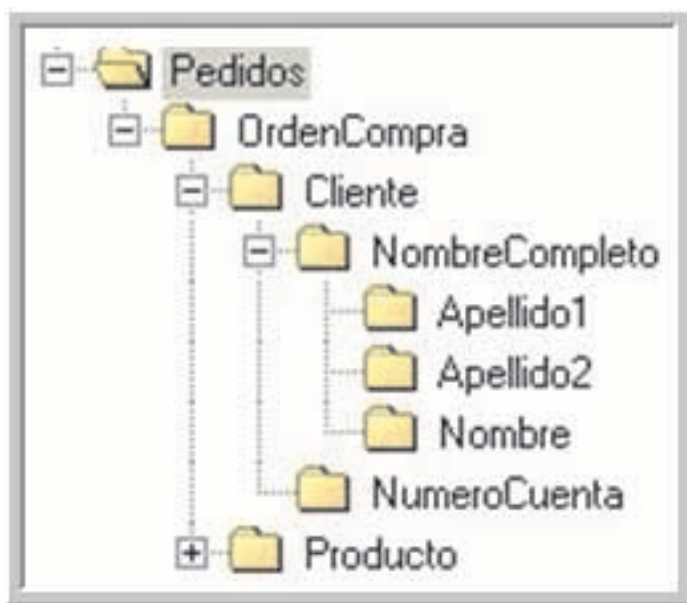 Pedidos
OrdenCompra
Cliente
NombreCompleto
Apellido1
Apellido2
Nombre
NumeroCuenta
Producto